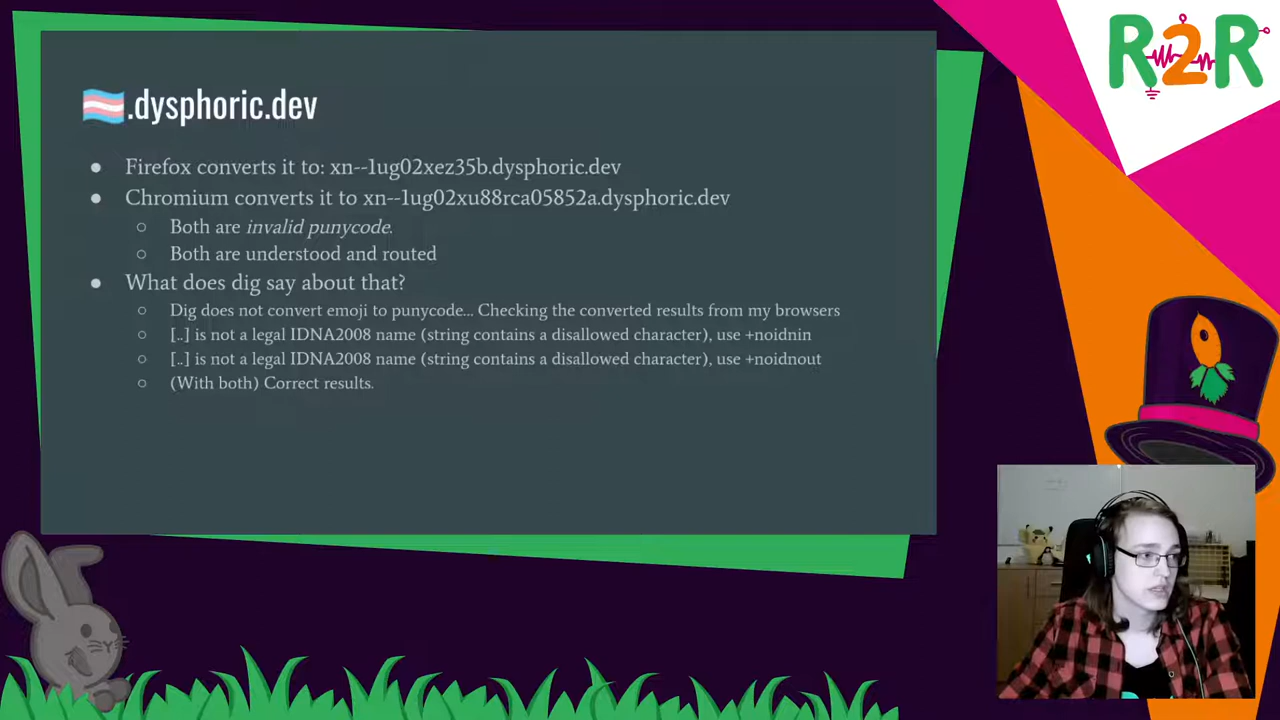 R2R
🏳️‍⚧️.dysphoric.dev
● Firefox converts it to: xn--1ug02xez35b.dysphoric.dev
● Chromium converts it to xn--1ug02xu88rca05852a.dysphoric.dev
○ Both are invalid punycode.
○ Both are understood and routed
● What does dig say about that?
○ Dig does not convert emoji to punycode... Checking the converted results from my browsers
○ [..] is not a legal IDNA2008 name (string contains a disallowed character), use +noidnin
○ [..] is not a legal IDNA2008 name (string contains a disallowed character), use +noidnout
○ (With both) Correct results.